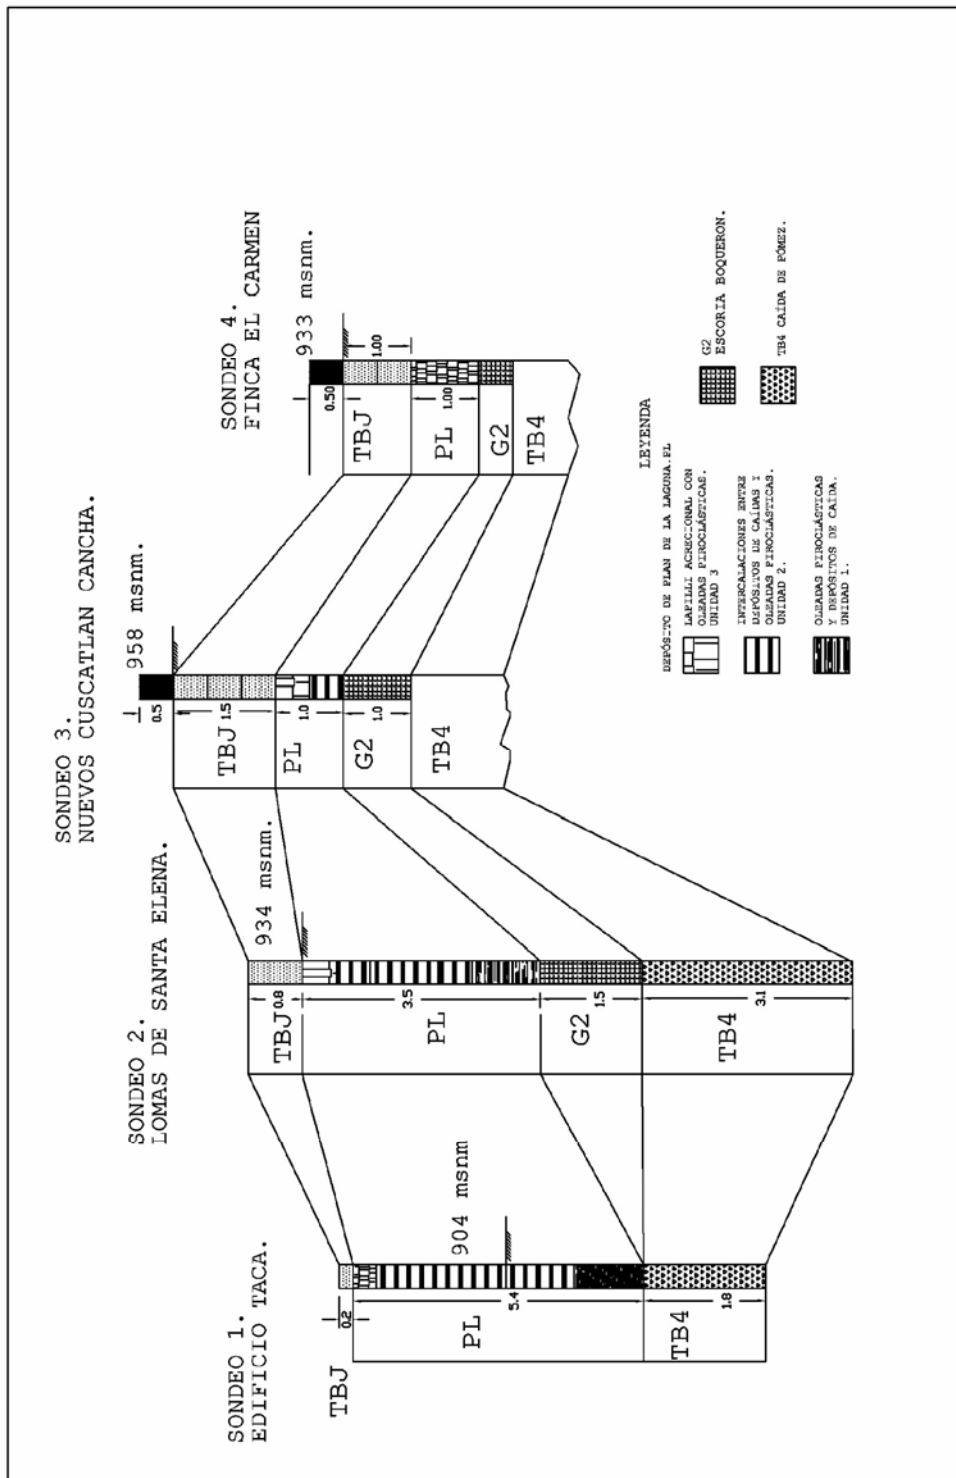 SONDEO 1.
EDIFICIO TACA.
904 msnm
TBJ
0.2
PL
5.4
TB4
1.8
SONDEO 2.
LOMAS DE SANTA ELENA.
934 msnm.
TBJ
0.8
PL
3.5
G2
1.5
TB4
3.1
SONDEO 3.
NUEVOS CUSCATLAN CANCHA.
958 msnm.
0.5
TBJ
1.5
PL
1.0
G2
1.0
TB4
SONDEO 4.
FINCA EL CARMEN
933 msnm.
0.50
TBJ
1.00
PL
1.00
G2
TB4
LEYENDA
DEPÓSITO DE PLAN DE LA LAGUNA.PL
LAPILLI ACRECIONAL CON
OLEADAS PIROCLÁSTICAS.
UNIDAD 3
INTERCALACIONES ENTRE
DEPÓSITOS DE CAÍDAS Y
OLEADAS PIROCLÁSTICAS.
UNIDAD 2.
OLEADAS PIROCLÁSTICAS
Y DEPÓSITOS DE CAÍDA.
UNIDAD 1.
G2
ESCORIA BOQUERON.
TB4 CAÍDA DE PÓMEZ.